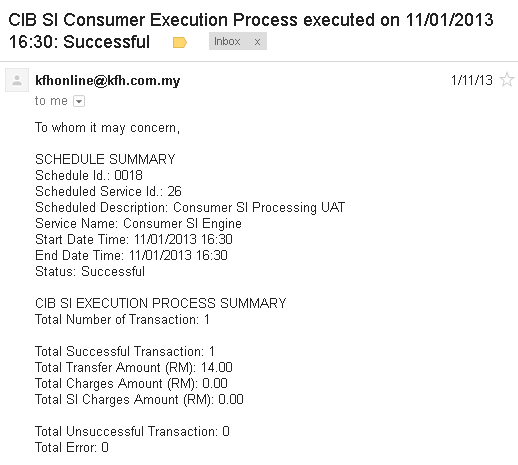 CIB SI Consumer Execution Process executed on 11/01/2013
16:30: Successful Inbox x
kfhonline@kfh.com.my 1/11/13
to me
To whom it may concern,
SCHEDULE SUMMARY
Schedule Id.: 0018
Scheduled Service Id.: 26
Scheduled Description: Consumer SI Processing UAT
Service Name: Consumer SI Engine
Start Date Time: 11/01/2013 16:30
End Date Time: 11/01/2013 16:30
Status: Successful
CIB SI EXECUTION PROCESS SUMMARY
Total Number of Transaction: 1
Total Successful Transaction: 1
Total Transfer Amount (RM): 14.00
Total Charges Amount (RM): 0.00
Total SI Charges Amount (RM): 0.00
Total Unsuccessful Transaction: 0
Total Error: 0